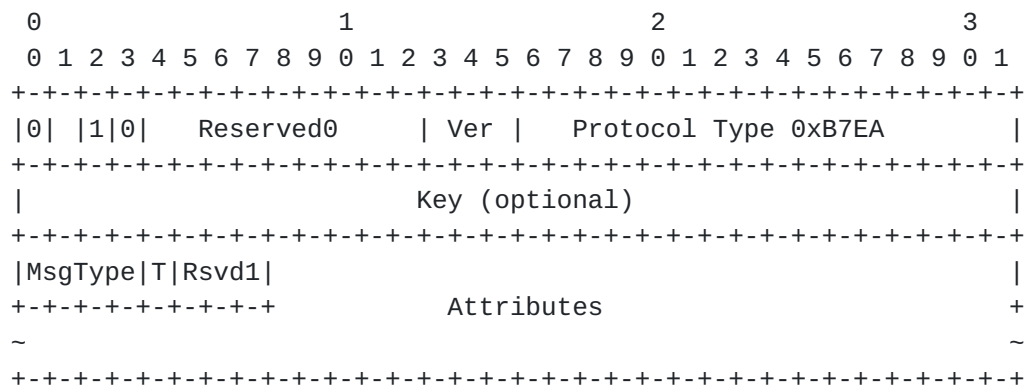 0                   1                   2                   3
 0 1 2 3 4 5 6 7 8 9 0 1 2 3 4 5 6 7 8 9 0 1 2 3 4 5 6 7 8 9 0 1
+-+-+-+-+-+-+-+-+-+-+-+-+-+-+-+-+-+-+-+-+-+-+-+-+-+-+-+-+-+-+-+-+
|0| |1|0|   Reserved0     | Ver |   Protocol Type 0xB7EA        |
+-+-+-+-+-+-+-+-+-+-+-+-+-+-+-+-+-+-+-+-+-+-+-+-+-+-+-+-+-+-+-+-+
|                         Key (optional)                        |
+-+-+-+-+-+-+-+-+-+-+-+-+-+-+-+-+-+-+-+-+-+-+-+-+-+-+-+-+-+-+-+-+
|MsgType|T|Rsvd1|                                               |
+-+-+-+-+-+-+-+-+           Attributes                          +
~                                                               ~
+-+-+-+-+-+-+-+-+-+-+-+-+-+-+-+-+-+-+-+-+-+-+-+-+-+-+-+-+-+-+-+-+